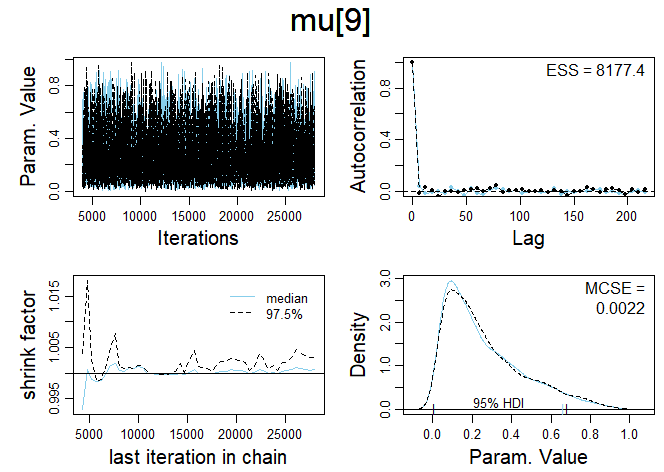 mu[9]
Param. Value
0.0 0.4 0.8
5000 10000 15000 20000 25000
Iterations
Autocorrelation
0.0 0.4 0.8
ESS = 8177.4
0 50 100 150 200
Lag
shrink factor
0.995 1.005 1.015
median
97.5%
5000 10000 15000 20000 25000
last iteration in chain
Density
0.0 1.0 2.0 3.0
MCSE =
0.0022
95% HDI
0.0 0.2 0.4 0.6 0.8 1.0
Param. Value